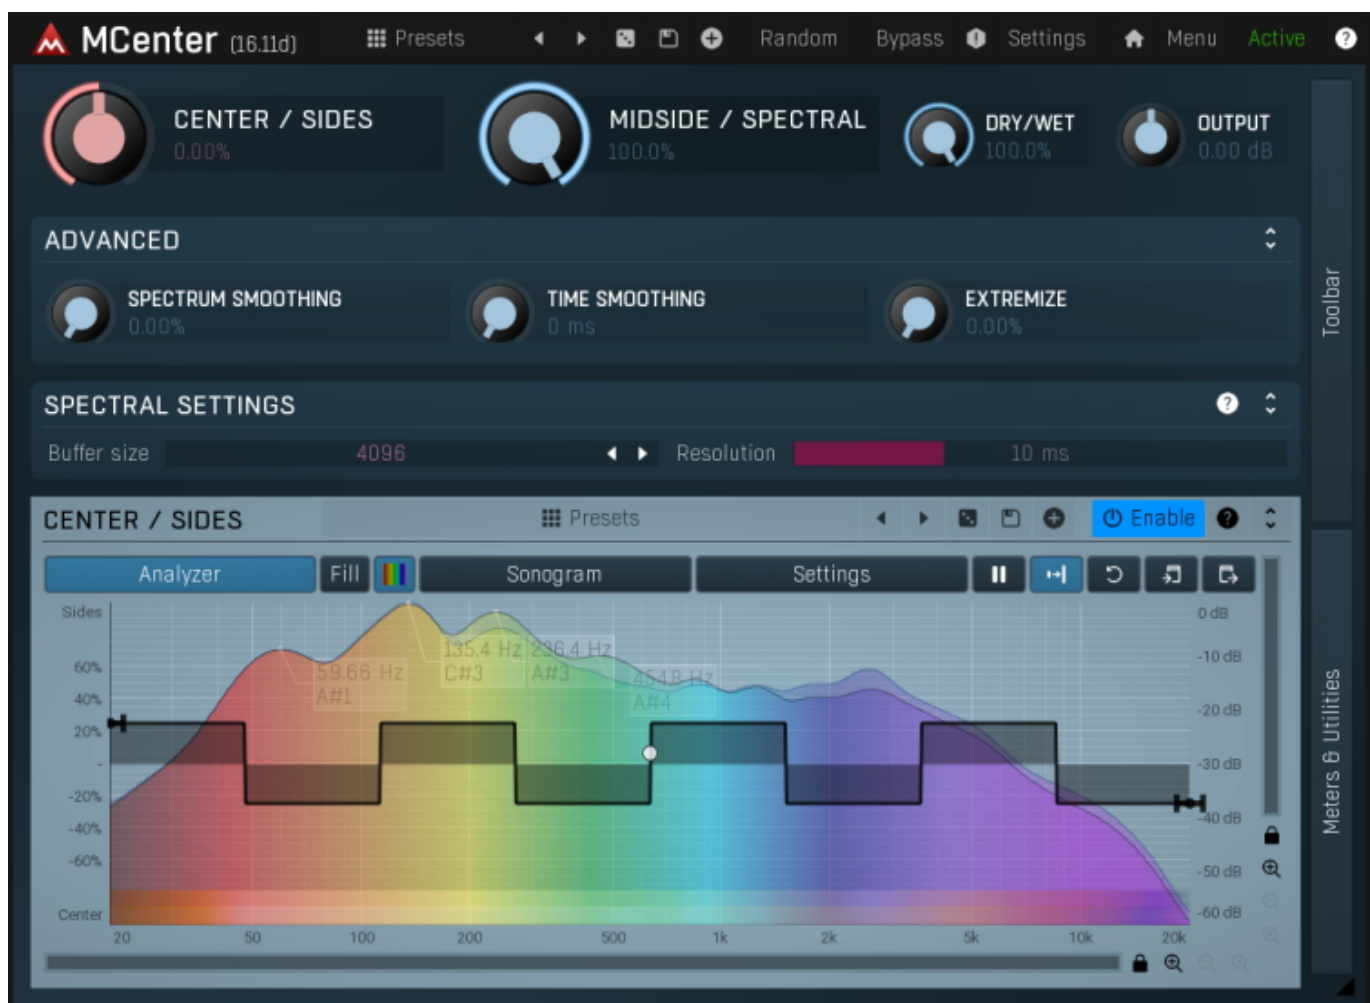 MCenter (16.11d) Presets Random Bypass Settings Menu Active ?
CENTER / SIDES
0.00%
MIDSIDE / SPECTRAL
100.0%
DRY/WET
100.0%
OUTPUT
0.00 dB
ADVANCED
SPECTRUM SMOOTHING
0.00%
TIME SMOOTHING
0 ms
EXTREMIZE
0.00%
SPECTRAL SETTINGS ?
Buffer size 4096 Resolution 10 ms
CENTER / SIDES Presets Enable ?
Analyzer Fill Sonogram Settings
Sides
60%
40%
20%
-
-20%
-40%
-60%
Center
59.66 Hz
A#1
135.4 Hz
C#3
236.4 Hz
A#3
454.8 Hz
A#4
0 dB
-10 dB
-20 dB
-30 dB
-40 dB
-50 dB
-60 dB
20 50 100 200 500 1k 2k 5k 10k 20k
Toolbar
Meters & Utilities